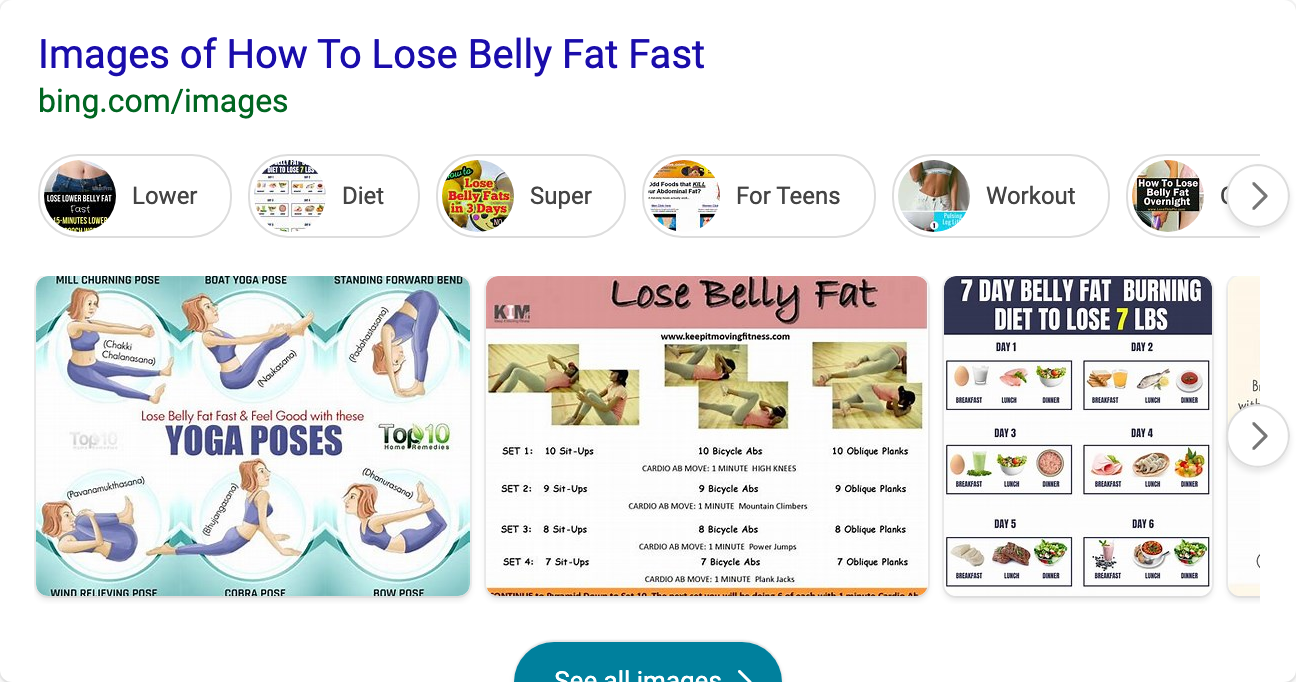 Images of How To Lose Belly Fat Fast
bing.com/images
LOSE LOWER BELLY FAT
Fast
Lower
TO LOSE 7 LBS
Diet
How to
Lose
Belly Fats
in 3 Days
Super
Odd Foods that KILL
ur Abdominal Fat?
For Teens
Workout
How To Lose
Belly Fat
Overnight
MILL CHURNING POSE
BOAT YOGA POSE
STANDING FORWARD BEND
(Chakki
Chalanasana)
(Naukasana)
(Padahastasana)
Lose Belly Fat Fast & Feel Good with these
YOGA POSES
Top10
Top10
Home Remedies
(Pavanamukthasana)
(Bhujangasana)
(Dhanurasana)
WIND RELIEVING POSE
COBRA POSE
BOW POSE
Lose Belly Fat
KIM
www.keepitmovingfitness.com
SET 1: 10 Sit-Ups 10 Bicycle Abs 10 Oblique Planks
CARDIO AB MOVE: 1 MINUTE HIGH KNEES
SET 2: 9 Sit-Ups 9 Bicycle Abs 9 Oblique Planks
CARDIO AB MOVE: 1 MINUTE Mountain Climbers
SET 3: 8 Sit-Ups 8 Bicycle Abs 8 Oblique Planks
CARDIO AB MOVE: 1 MINUTE Power Jumps
SET 4: 7 Sit-Ups 7 Bicycle Abs 7 Oblique Planks
CARDIO AB MOVE: 1 MINUTE Plank Jacks
7 DAY BELLY FAT BURNING
DIET TO LOSE 7 LBS
DAY 1 DAY 2
BREAKFAST LUNCH DINNER BREAKFAST LUNCH DINNER
DAY 3 DAY 4
BREAKFAST LUNCH DINNER BREAKFAST LUNCH DINNER
DAY 5 DAY 6
BREAKFAST LUNCH DINNER BREAKFAST LUNCH DINNER
See all images